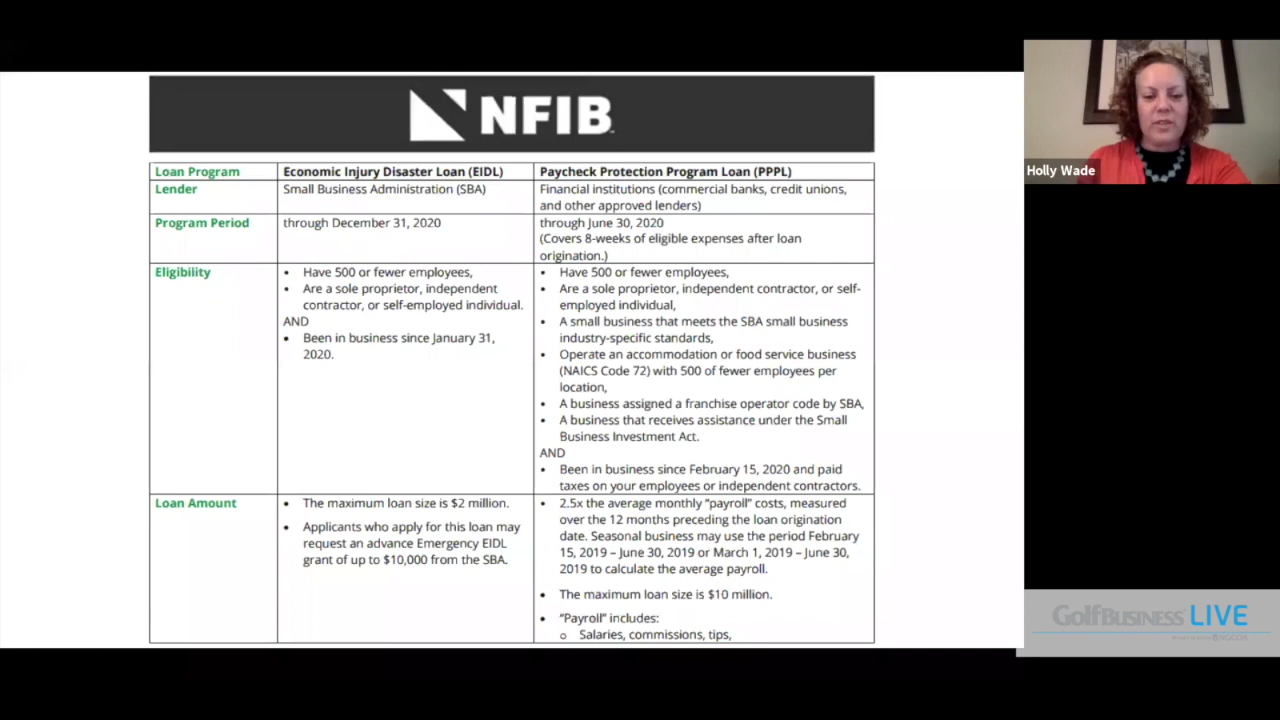 NFIB
Loan Program
Economic Injury Disaster Loan (EIDL)
Paycheck Protection Program Loan (PPPL)
Lender
Small Business Administration (SBA)
Financial institutions (commercial banks, credit unions,
and other approved lenders)
Program Period
through December 31, 2020
through June 30, 2020
(Covers 8-weeks of eligible expenses after loan
origination.)
Eligibility
• Have 500 or fewer employees,
• Are a sole proprietor, independent
contractor, or self-employed individual.
AND
• Been in business since January 31,
2020.
• Have 500 or fewer employees,
• Are a sole proprietor, independent contractor, or self-
employed individual,
• A small business that meets the SBA small business
industry-specific standards,
• Operate an accommodation or food service business
(NAICS Code 72) with 500 of fewer employees per
location,
• A business assigned a franchise operator code by SBA,
• A business that receives assistance under the Small
Business Investment Act.
AND
• Been in business since February 15, 2020 and paid
taxes on your employees or independent contractors.
Loan Amount
• The maximum loan size is $2 million.
• Applicants who apply for this loan may
request an advance Emergency EIDL
grant of up to $10,000 from the SBA.
• 2.5x the average monthly “payroll” costs, measured
over the 12 months preceding the loan origination
date. Seasonal business may use the period February
15, 2019 – June 30, 2019 or March 1, 2019 – June 30,
2019 to calculate the average payroll.
• The maximum loan size is $10 million.
• “Payroll” includes:
o Salaries, commissions, tips,
Holly Wade
GOLFBUSINESS LIVE